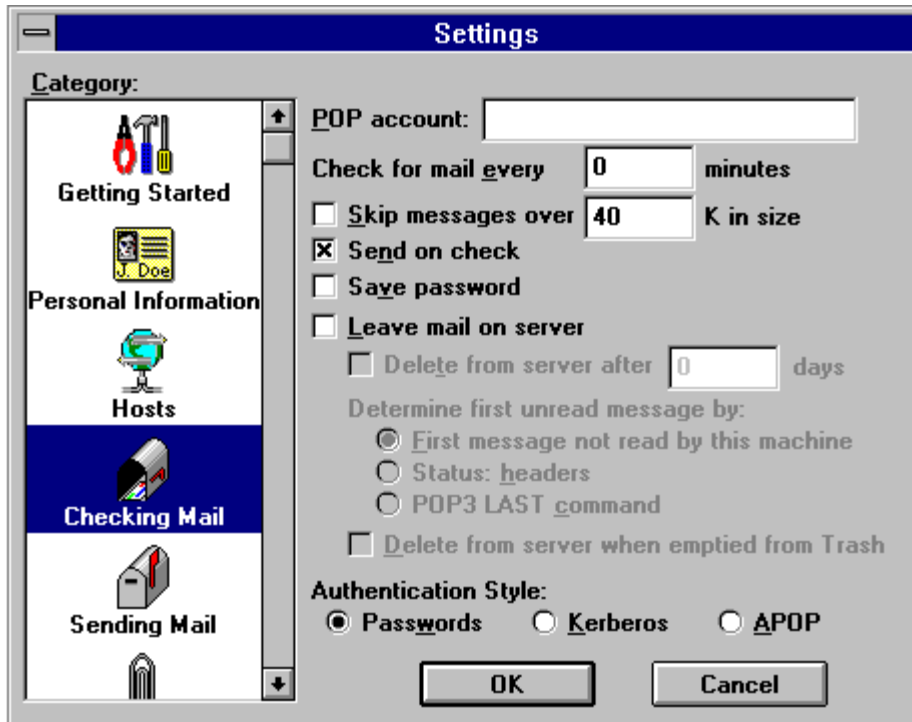 Settings
Category:
Getting Started
J. Doe
Personal Information
Hosts
Checking Mail
Sending Mail
POP account:
Check for mail every 0 minutes
Skip messages over 40 K in size
Send on check
Save password
Leave mail on server
Delete from server after 0 days
Determine first unread message by:
First message not read by this machine
Status: headers
POP3 LAST command
Delete from server when emptied from Trash
Authentication Style:
Passwords Kerberos APOP
OK Cancel